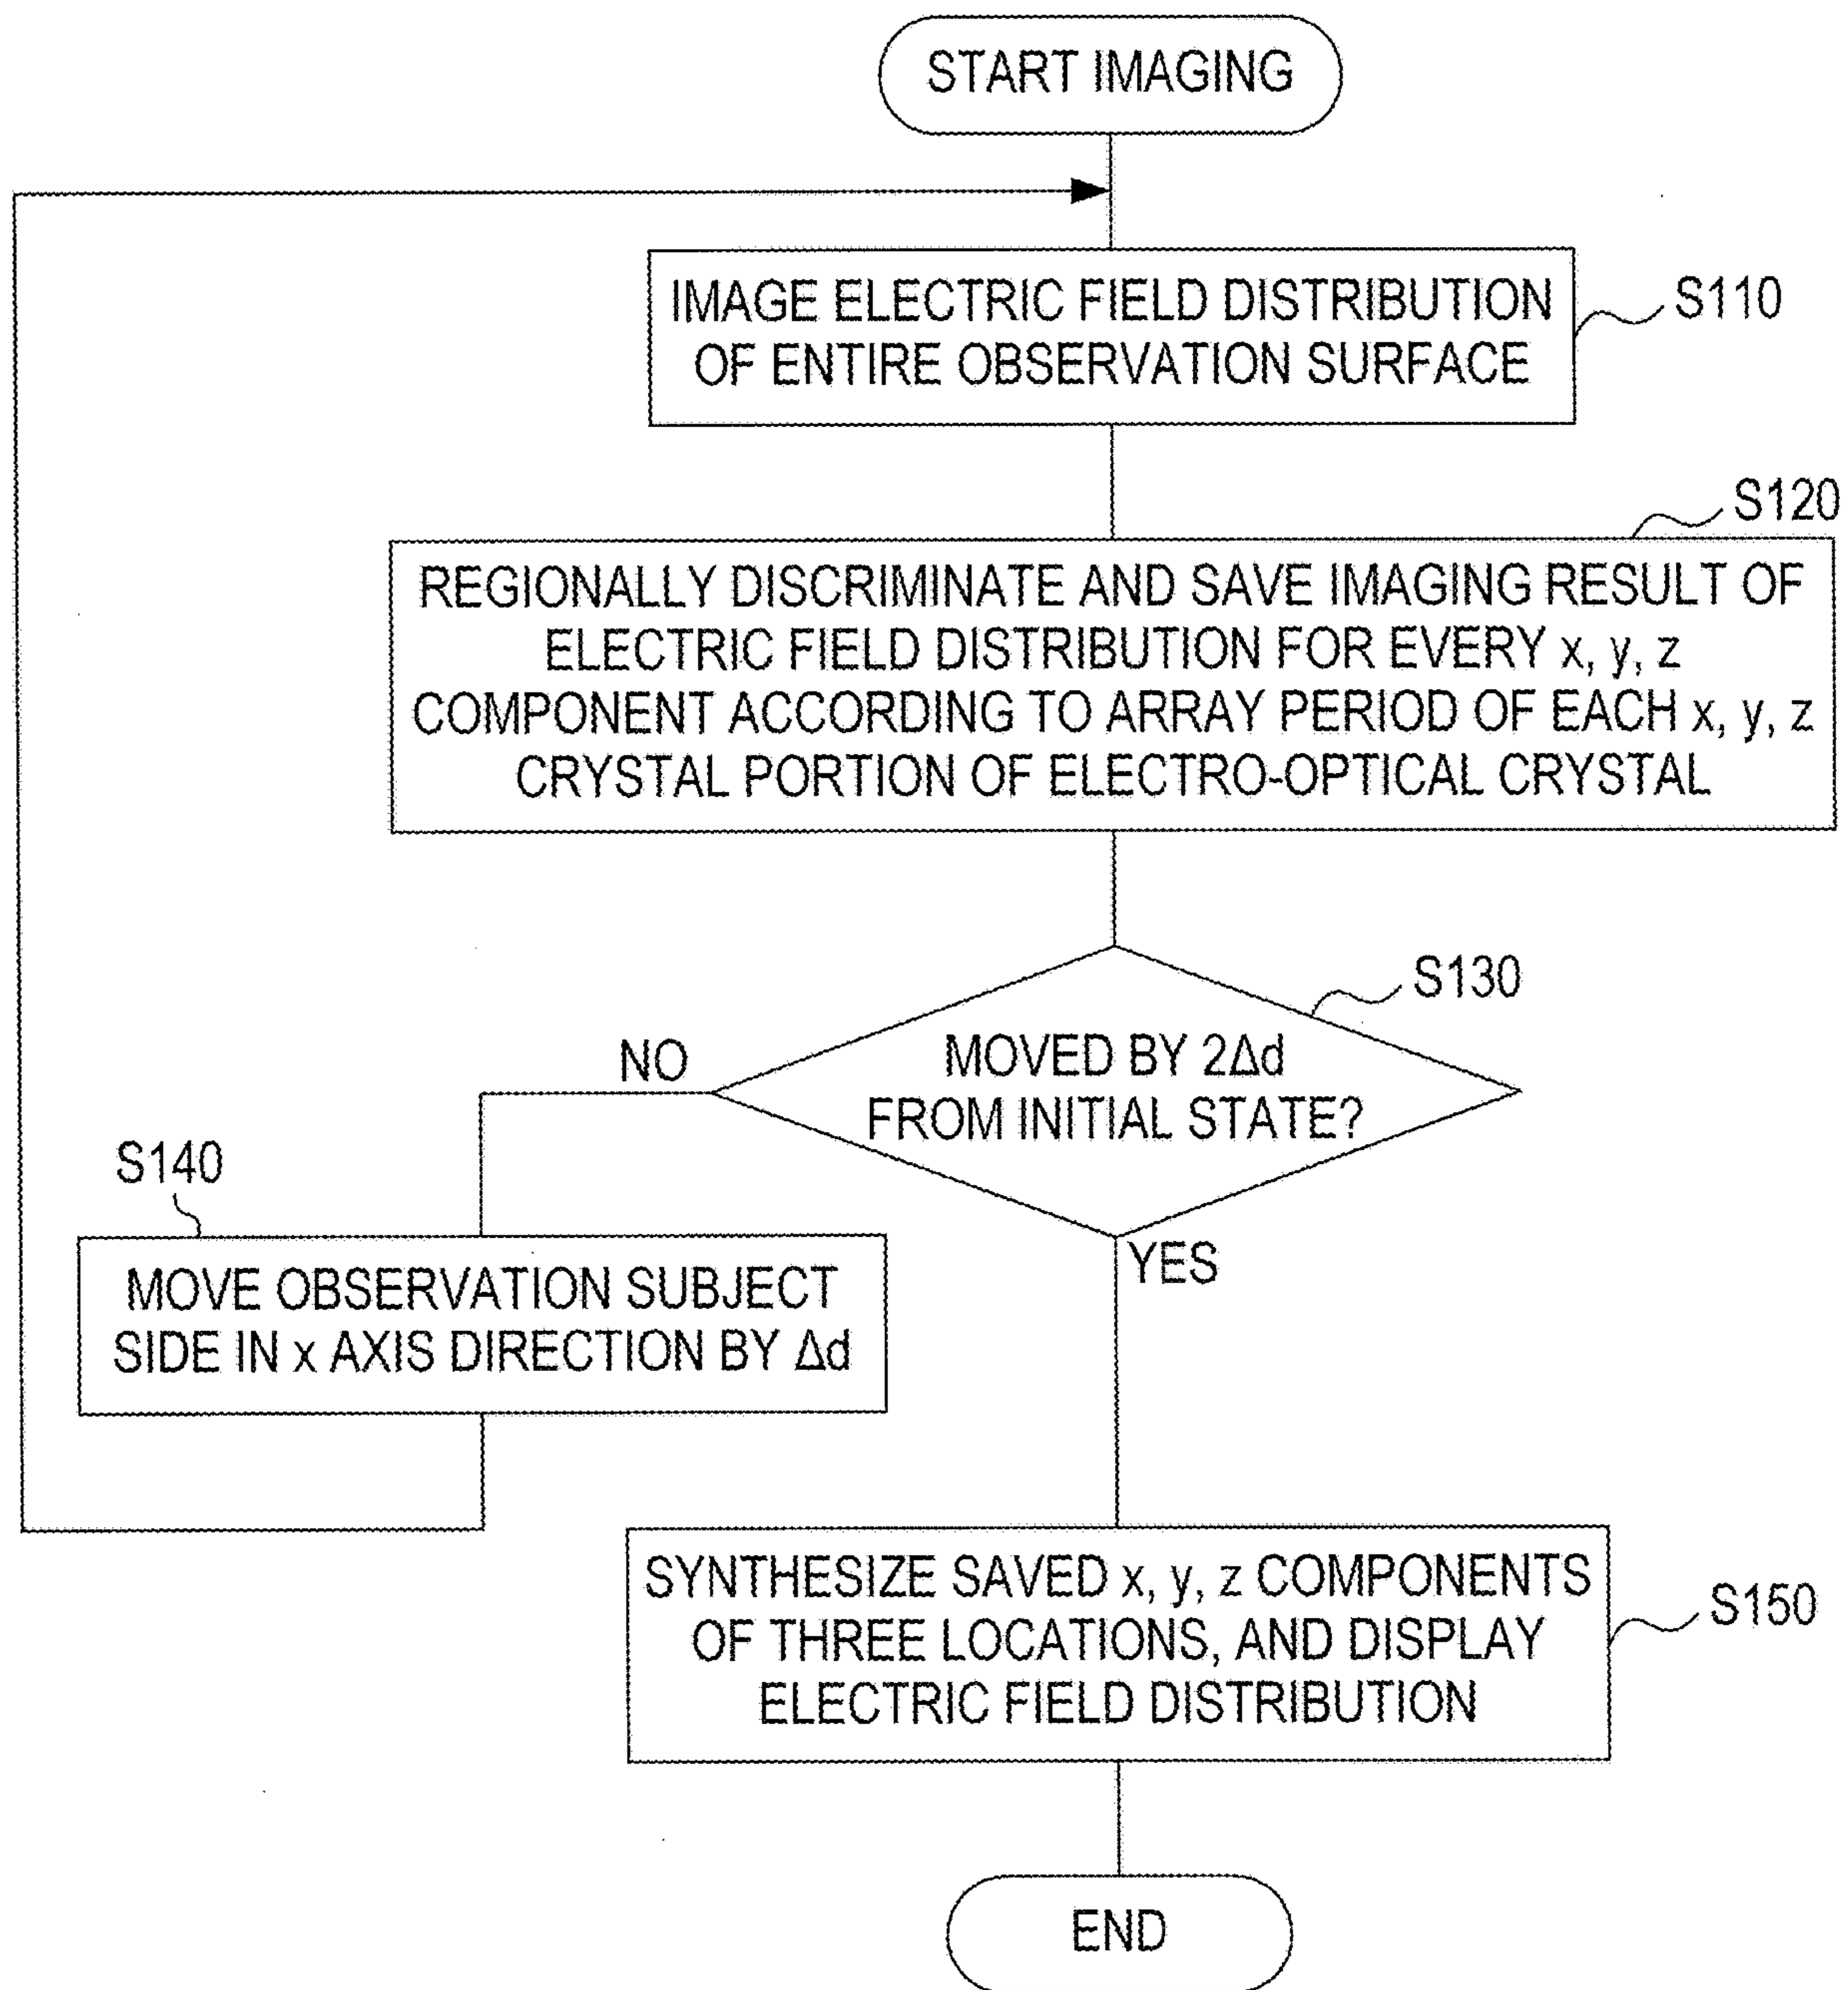 START IMAGING
IMAGE ELECTRIC FIELD DISTRIBUTION
OF ENTIRE OBSERVATION SURFACE
S110
S120
REGIONALLY DISCRIMINATE AND SAVE IMAGING RESULT OF
ELECTRIC FIELD DISTRIBUTION FOR EVERY x, y, z
COMPONENT ACCORDING TO ARRAY PERIOD OF EACH x, y, z
CRYSTAL PORTION OF ELECTRO-OPTICAL CRYSTAL
S130
MOVED BY 2Δd
FROM INITIAL STATE?
NO
YES
S140
MOVE OBSERVATION SUBJECT
SIDE IN x AXIS DIRECTION BY Δd
SYNTHESIZE SAVED x, y, z COMPONENTS
OF THREE LOCATIONS, AND DISPLAY
ELECTRIC FIELD DISTRIBUTION
S150
END